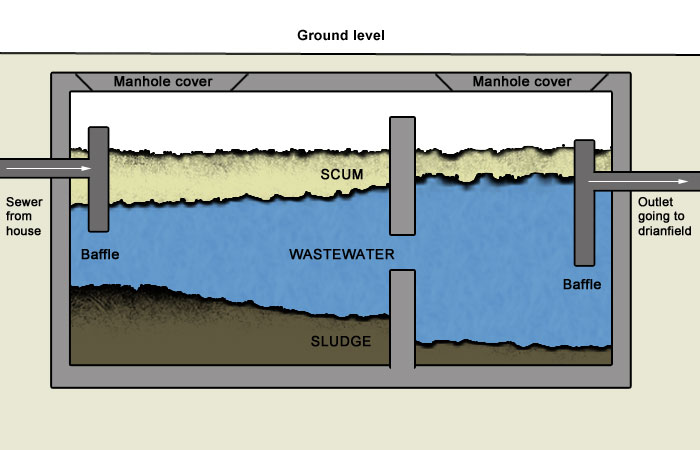 Ground level
Manhole cover
Manhole cover
SCUM
Sewer
from
house
Outlet
going to
drianfield
Baffle
WASTEWATER
Baffle
SLUDGE